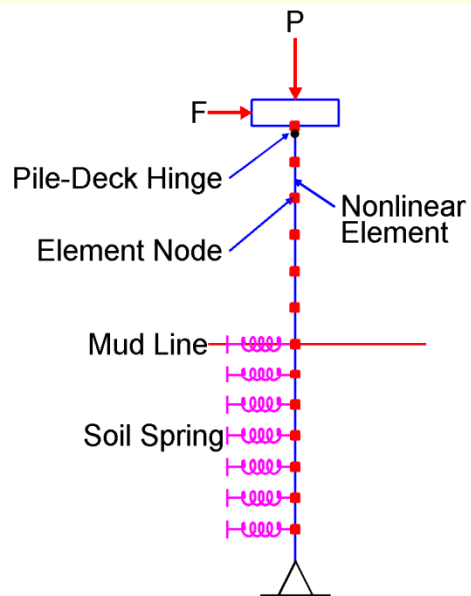 P
F
Pile-Deck Hinge
Nonlinear
Element
Element Node
Mud Line
Soil Spring